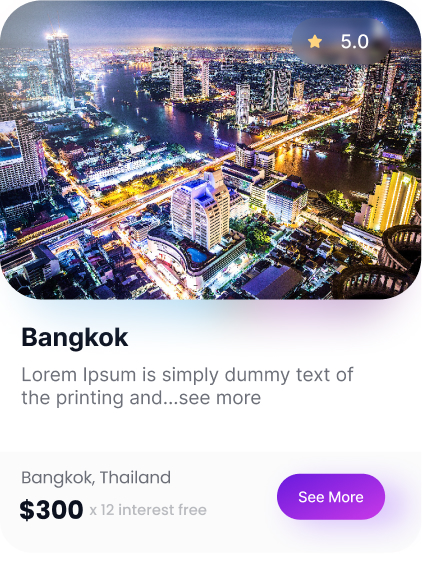 5.0
Bangkok
Lorem Ipsum is simply dummy text of
the printing and...see more
Bangkok, Thailand
$300 x 12 interest free
See More